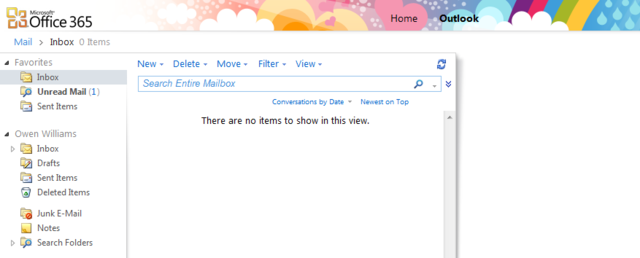 Microsoft®
Office 365
Home Outlook
Mail > Inbox 0 Items
Favorites
Inbox
Unread Mail (1)
Sent Items
Owen Williams
Inbox
Drafts
Sent Items
Deleted Items
Junk E-Mail
Notes
Search Folders
New Delete Move Filter View
Search Entire Mailbox
Conversations by Date Newest on Top
There are no items to show in this view.